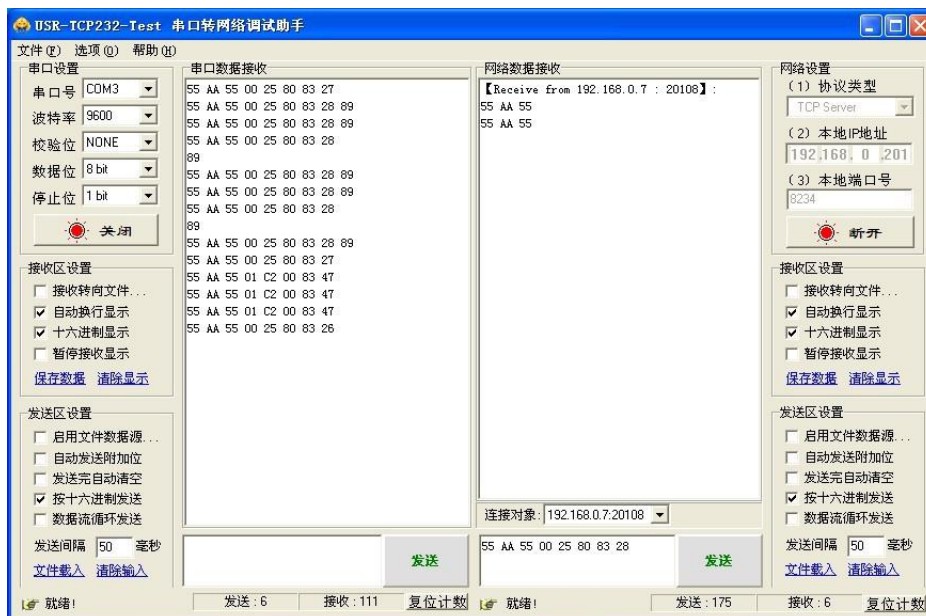 USR-TCP232-Test 串口转网络调试助手
文件(F) 选项(O) 帮助(H)
串口设置
串口号 COM3
波特率 9600
校验位 NONE
数据位 8 bit
停止位 1 bit
关闭
接收区设置
接收转向文件...
自动换行显示
十六进制显示
暂停接收显示
保存数据 清除显示
发送区设置
启用文件数据源...
自动发送附加位
发送完自动清空
按十六进制发送
数据流循环发送
发送间隔 50 毫秒
文件载入 清除输入
就绪!
串口数据接收
55 AA 55 00 25 80 83 27
55 AA 55 00 25 80 83 28 89
55 AA 55 00 25 80 83 28 89
55 AA 55 00 25 80 83 28
89
55 AA 55 00 25 80 83 28 89
55 AA 55 00 25 80 83 28 89
55 AA 55 00 25 80 83 28
89
55 AA 55 00 25 80 83 28 89
55 AA 55 00 25 80 83 27
55 AA 55 01 C2 00 83 47
55 AA 55 01 C2 00 83 47
55 AA 55 01 C2 00 83 47
55 AA 55 00 25 80 83 26
发送
发送:6 接收:111 复位计数
网络数据接收
【Receive from 192.168.0.7 : 20108】:
55 AA 55
55 AA 55
连接对象: 192.168.0.7:20108
55 AA 55 00 25 80 83 28
发送
就绪! 发送:175 接收:6 复位计数
网络设置
(1) 协议类型
TCP Server
(2) 本地IP地址
192.168. 0 .201
(3) 本地端口号
8234
断开
接收区设置
接收转向文件...
自动换行显示
十六进制显示
暂停接收显示
保存数据 清除显示
发送区设置
启用文件数据源...
自动发送附加位
发送完自动清空
按十六进制发送
数据流循环发送
发送间隔 50 毫秒
文件载入 清除输入